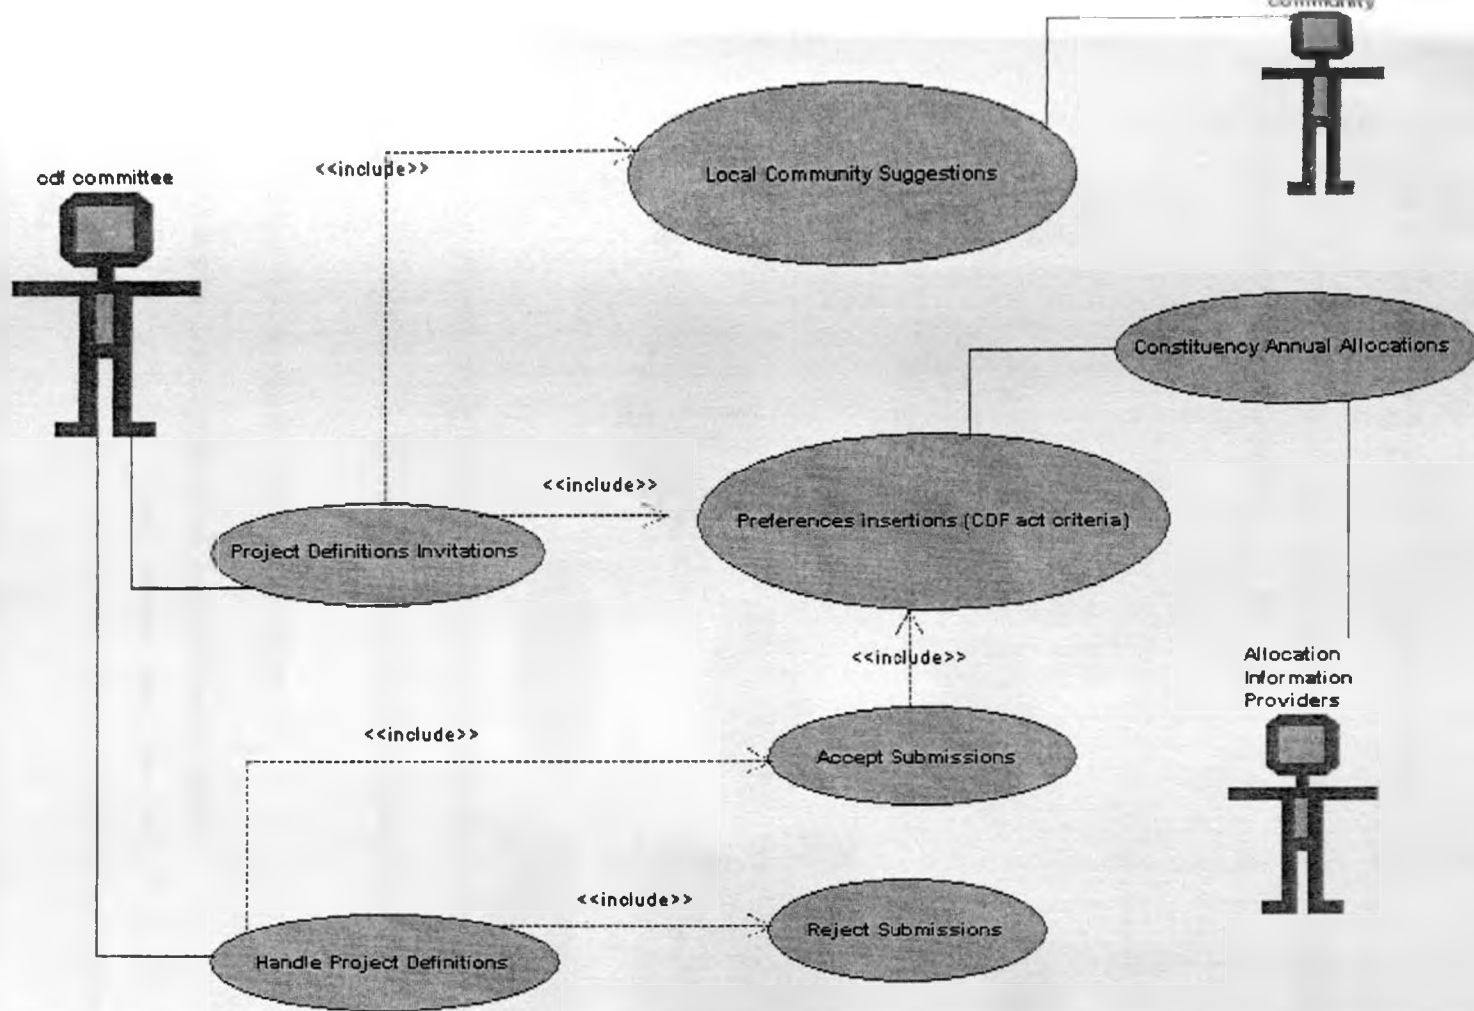 community
<<include>>
Local Community Suggestions
cdf committee
Constituency Annual Allocations
<<include>>
Preferences insertions (CDF act criteria)
Project Definitions Invitations
<<include>>
Allocation
Information
Providers
<<include>>
Accept Submissions
<<include>>
Reject Submissions
Handle Project Definitions